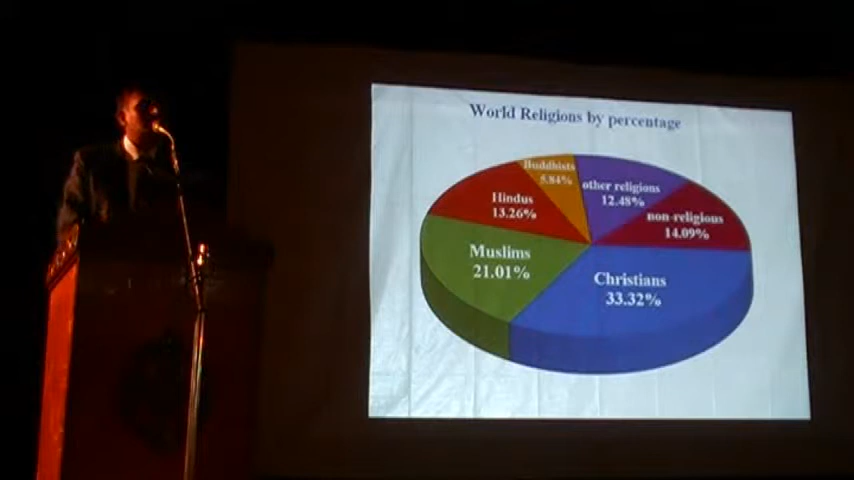 World Religions by percentage
Buddhists
5.84%
other religions
12.48%
Hindus
13.26%
non-religious
14.09%
Muslims
21.01%
Christians
33.32%